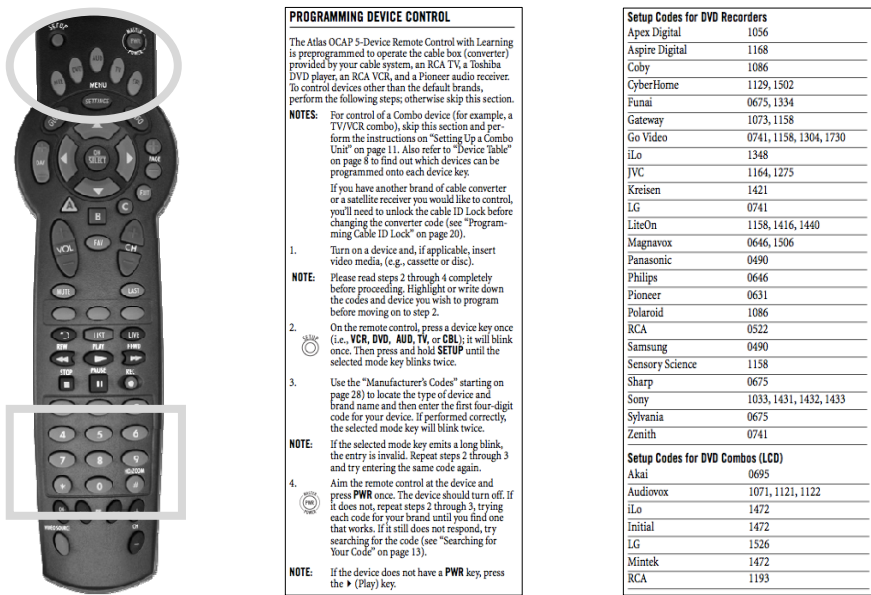 SETUP
MASTER
PWR
POWER
AUD
DVD
TV
VCR
CBL
MENU
SETTINGS
DAY
CH
SELECT
PAGE
EXIT
A
B
C
VOL
FAV
CH
MUTE
LAST
LIST
LIVE
REW
PLAY
F.FWD
STOP
PAUSE
REC
4
5
6
7
8
9
HD/ZOOM
*
0
#
CH
PROGRAMMING DEVICE CONTROL
The Atlas OCAP 5-Device Remote Control with Learning
is preprogrammed to operate the cable box (converter)
provided by your cable system, an RCA TV, a Toshiba
DVD player, an RCA VCR, and a Pioneer audio receiver.
To control devices other than the default brands,
perform the following steps; otherwise skip this section.
NOTES: For control of a Combo device (for example, a
TV/VCR combo), skip this section and per-
form the instructions on "Setting Up a Combo
Unit" on page 11. Also refer to "Device Table"
on page 8 to find out which devices can be
programmed onto each device key.
If you have another brand of cable converter
or a satellite receiver you would like to control,
you'll need to unlock the cable ID Lock before
changing the converter code (see "Program-
ming Cable ID Lock" on page 20).
1. Turn on a device and, if applicable, insert
video media, (e.g., cassette or disc).
NOTE: Please read steps 2 through 4 completely
before proceeding. Highlight or write down
the codes and device you wish to program
before moving on to step 2.
2. On the remote control, press a device key once
SETUP (i.e., VCR, DVD, AUD, TV, or CBL); it will blink
once. Then press and hold SETUP until the
selected mode key blinks twice.
3. Use the "Manufacturer's Codes" starting on
page 28) to locate the type of device and
brand name and then enter the first four-digit
code for your device. If performed correctly,
the selected mode key will blink twice.
NOTE: If the selected mode key emits a long blink,
the entry is invalid. Repeat steps 2 through 3
and try entering the same code again.
4. Aim the remote control at the device and
MASTER PWR POWER press PWR once. The device should turn off. If
it does not, repeat steps 2 through 3, trying
each code for your brand until you find one
that works. If it still does not respond, try
searching for the code (see "Searching for
Your Code" on page 13).
NOTE: If the device does not have a PWR key, press
the ▶ (Play) key.
Setup Codes for DVD Recorders
Apex Digital 1056
Aspire Digital 1168
Coby 1086
CyberHome 1129, 1502
Funai 0675, 1334
Gateway 1073, 1158
Go Video 0741, 1158, 1304, 1730
iLo 1348
JVC 1164, 1275
Kreisen 1421
LG 0741
LiteOn 1158, 1416, 1440
Magnavox 0646, 1506
Panasonic 0490
Philips 0646
Pioneer 0631
Polaroid 1086
RCA 0522
Samsung 0490
Sensory Science 1158
Sharp 0675
Sony 1033, 1431, 1432, 1433
Sylvania 0675
Zenith 0741
Setup Codes for DVD Combos (LCD)
Akai 0695
Audiovox 1071, 1121, 1122
iLo 1472
Initial 1472
LG 1526
Mintek 1472
RCA 1193